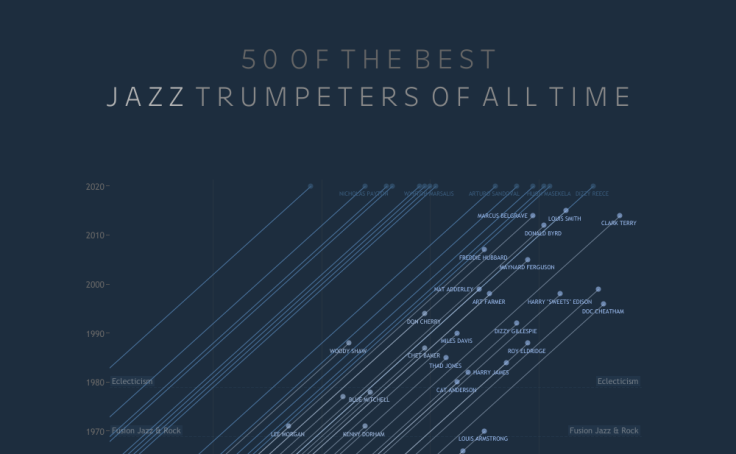 50 OF THE BEST
JAZZ TRUMPETERS OF ALL TIME
2020
NICHOLAS PAYTON
ARTURO SANDOVAL
HUGH MASEKELA
DIZZY REECE
MARCUS BELGRAVE
LOUIS SMITH
CLARK TERRY
DONALD BYRD
2010
FREDDIE HUBBARD
MAYNARD FERGUSON
2000
NAT ADDERLEY
ART FARMER
HARRY 'SWEETS' EDISON
DOC CHEATHAM
DON CHERRY
DIZZY GILLESPIE
1990
MILES DAVIS
WOODY SHAW
CHET BAKER
ROY ELDRIDGE
THAD JONES
HARRY JAMES
1980
Eclecticism
Eclecticism
CAT ANDERSON
BLUE MITCHELL
1970
Fusion Jazz & Rock
Fusion Jazz & Rock
LEE MORGAN
KENNY DORHAM
LOUIS ARMSTRONG